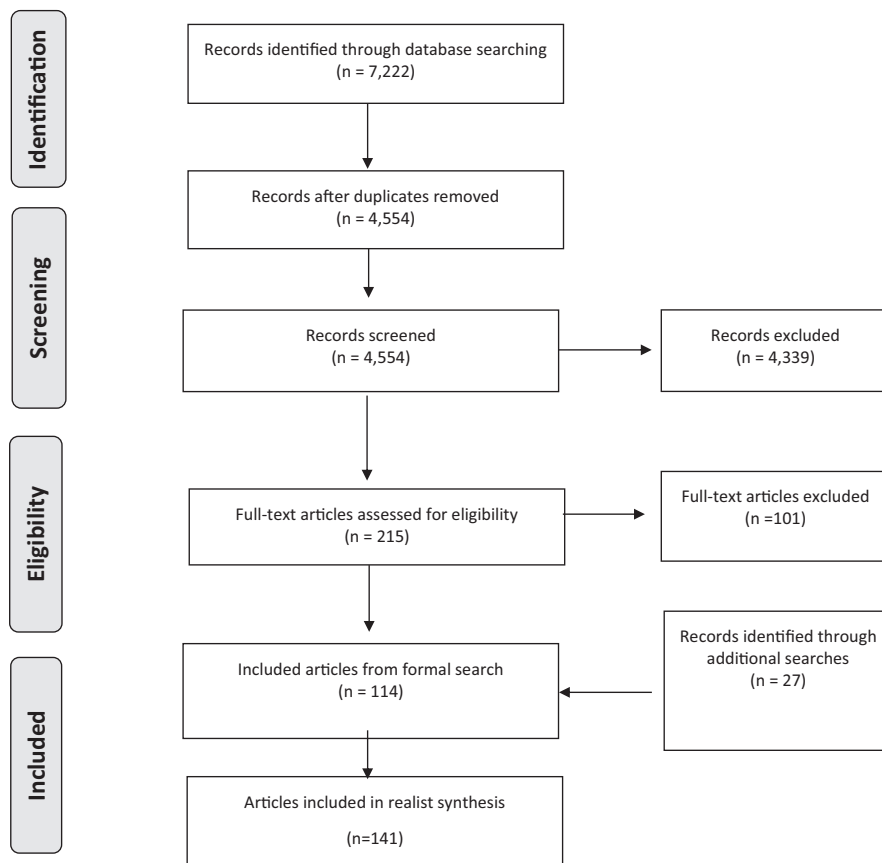 Identification
Records identified through database searching
(n = 7,222)
Records after duplicates removed
(n = 4,554)
Screening
Records screened
(n = 4,554)
Records excluded
(n = 4,339)
Eligibility
Full-text articles assessed for eligibility
(n = 215)
Full-text articles excluded
(n =101)
Included
Included articles from formal search
(n = 114)
Records identified through
additional searches
(n = 27)
Articles included in realist synthesis
(n=141)